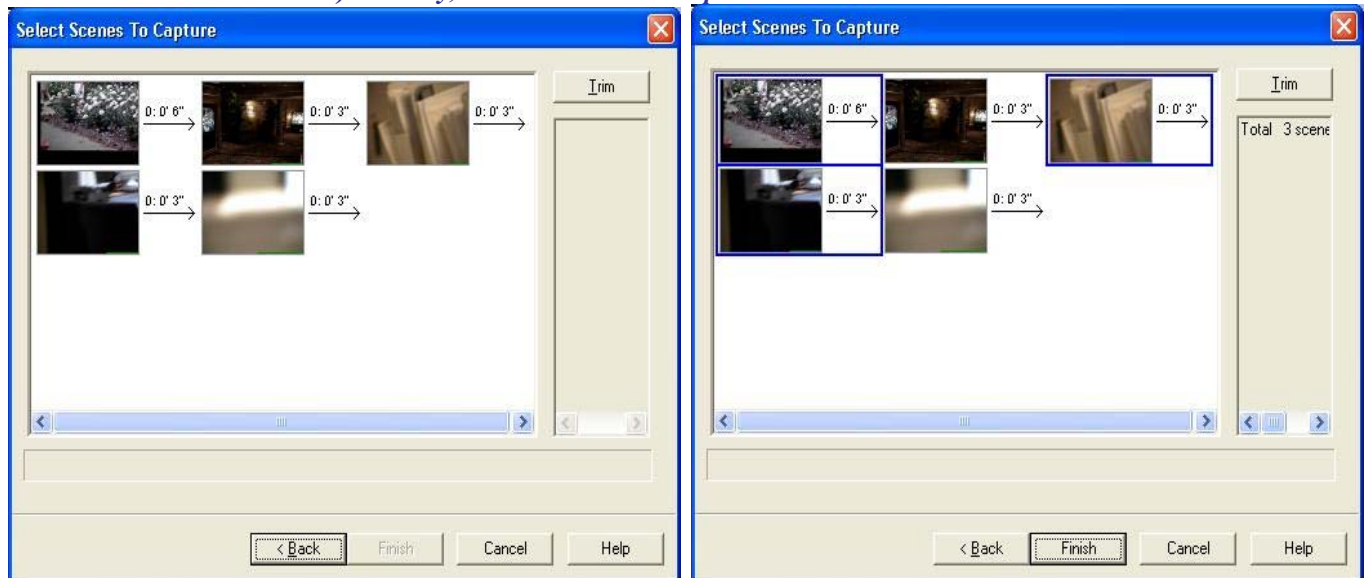 Select Scenes To Capture
Trim
0: 0' 6"
0: 0' 3"
0: 0' 3"
0: 0' 3"
0: 0' 3"
< Back
Finish
Cancel
Help
Select Scenes To Capture
Trim
0: 0' 6"
0: 0' 3"
0: 0' 3"
Total 3 scene
0: 0' 3"
0: 0' 3"
< Back
Finish
Cancel
Help